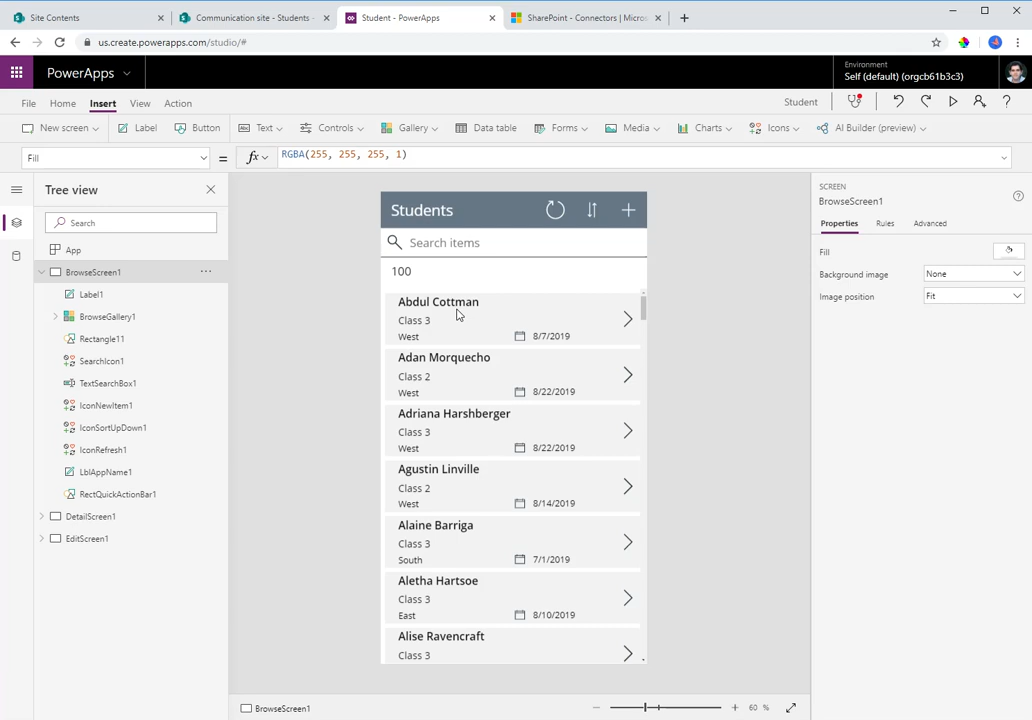 Site Contents
Communication site - Students -
Student - PowerApps
SharePoint - Connectors | Micros
us.create.powerapps.com/studio/#
PowerApps
Environment
Self (default) (orgcb61b3c3)
File Home Insert View Action
Student
New screen Label Button Text Controls Gallery Data table Forms Media Charts Icons AI Builder (preview)
Fill = fx RGBA(255, 255, 255, 1)
Tree view
Search
App
BrowseScreen1
Label1
BrowseGallery1
Rectangle11
SearchIcon1
TextSearchBox1
IconNewItem1
IconSortUpDown1
IconRefresh1
LblAppName1
RectQuickActionBar1
DetailScreen1
EditScreen1
Students
Search items
100
Abdul Cottman
Class 3
West 8/7/2019
Adan Morquecho
Class 2
West 8/22/2019
Adriana Harshberger
Class 3
West 8/22/2019
Agustin Linville
Class 2
West 8/14/2019
Alaine Barriga
Class 3
South 7/1/2019
Aletha Hartsoe
Class 3
East 8/10/2019
Alise Ravencraft
Class 3
SCREEN
BrowseScreen1
Properties Rules Advanced
Fill
Background image None
Image position Fit
BrowseScreen1
60 %